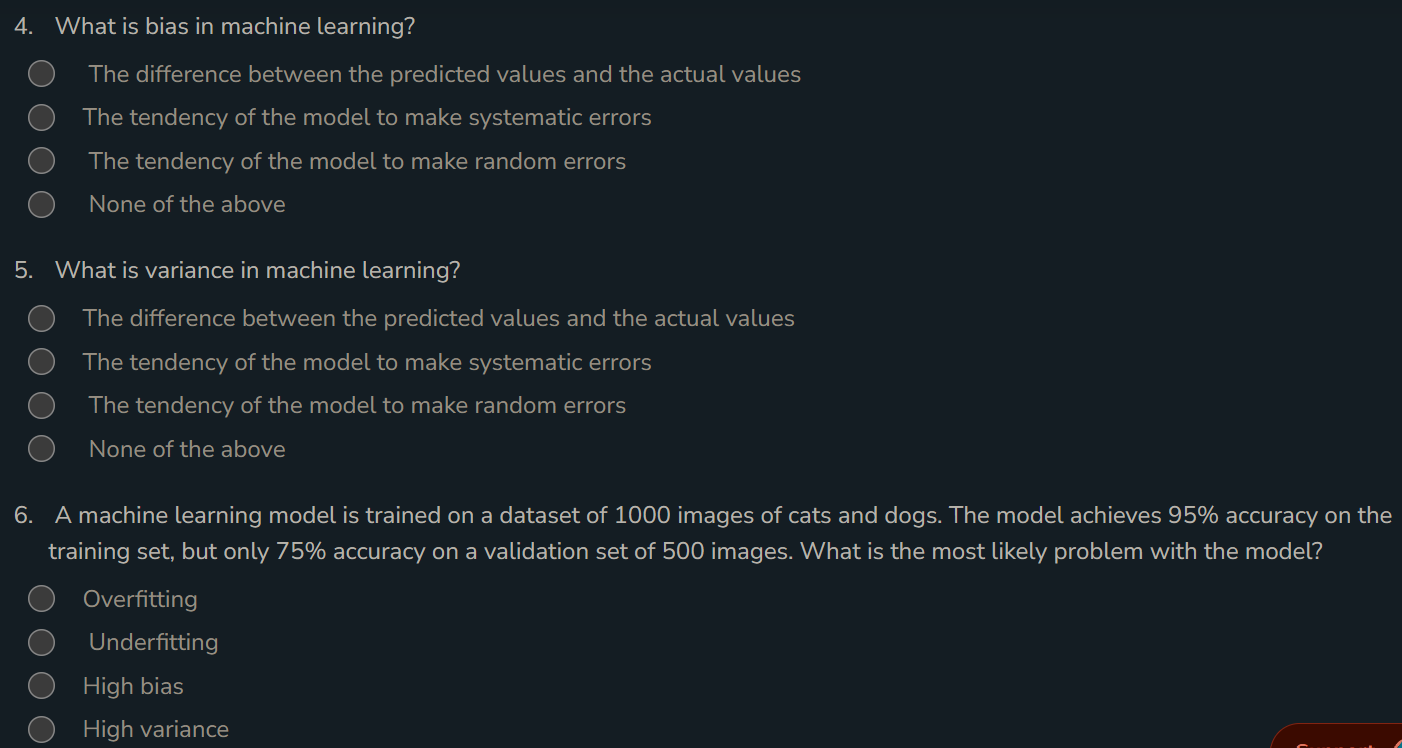 4. What is bias in machine learning?
The difference between the predicted values and the actual values
The tendency of the model to make systematic errors
The tendency of the model to make random errors
None of the above
5. What is variance in machine learning?
The difference between the predicted values and the actual values
The tendency of the model to make systematic errors
The tendency of the model to make random errors
None of the above
6. A machine learning model is trained on a dataset of 1000 images of cats and dogs. The model achieves 95% accuracy on the
training set, but only 75% accuracy on a validation set of 500 images. What is the most likely problem with the model?
Overfitting
Underfitting
High bias
High variance